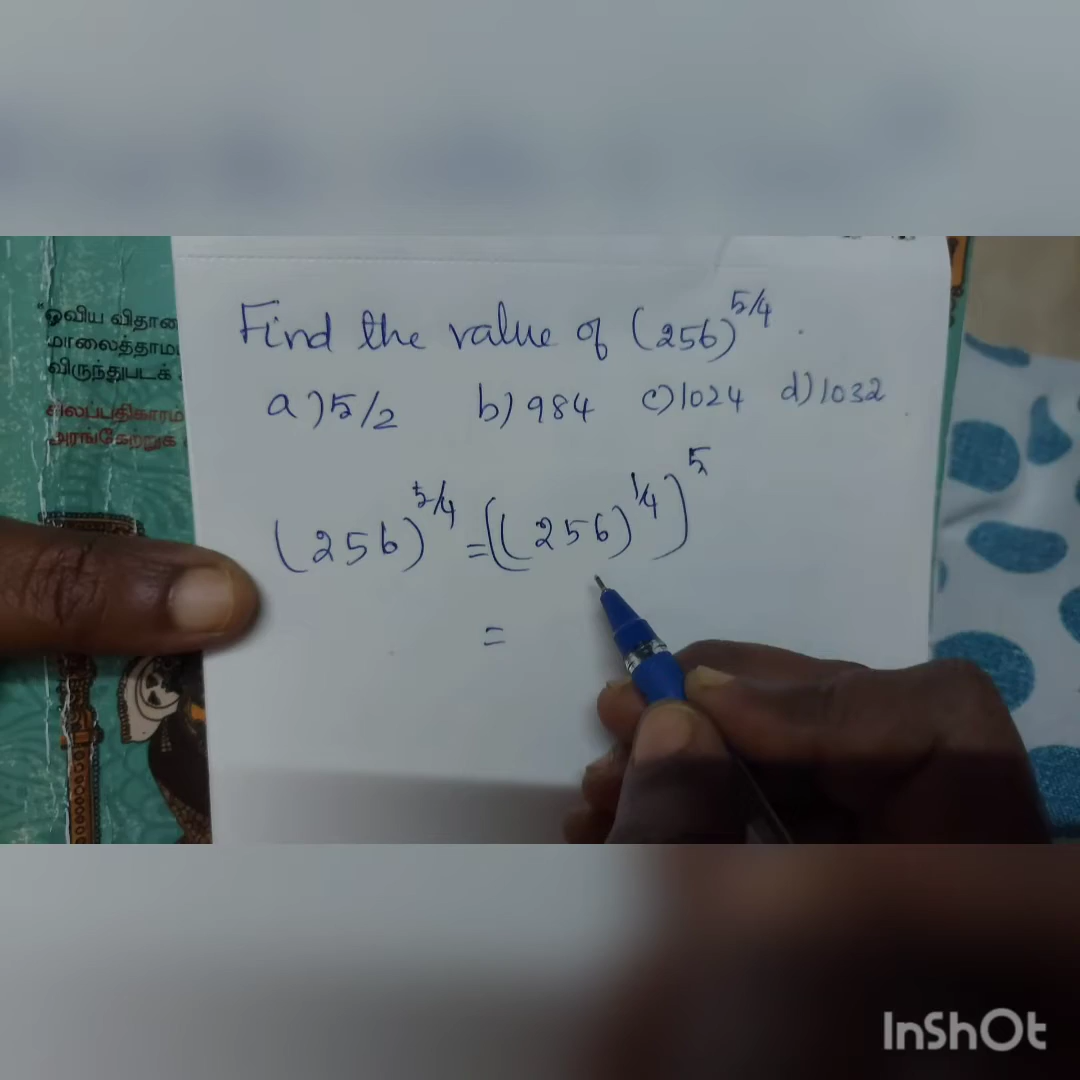 "ஓவிய விதான
மாலைத்தாம
விருந்துபடக்
சிலப்பதிகாரம
அரங்கேற்றுக
Find the value of (256)^5/4 .
a) 5/2 b) 984 c) 1024 d) 1032
(256)^5/4 = ((256)^1/4)^5
=
InShOt